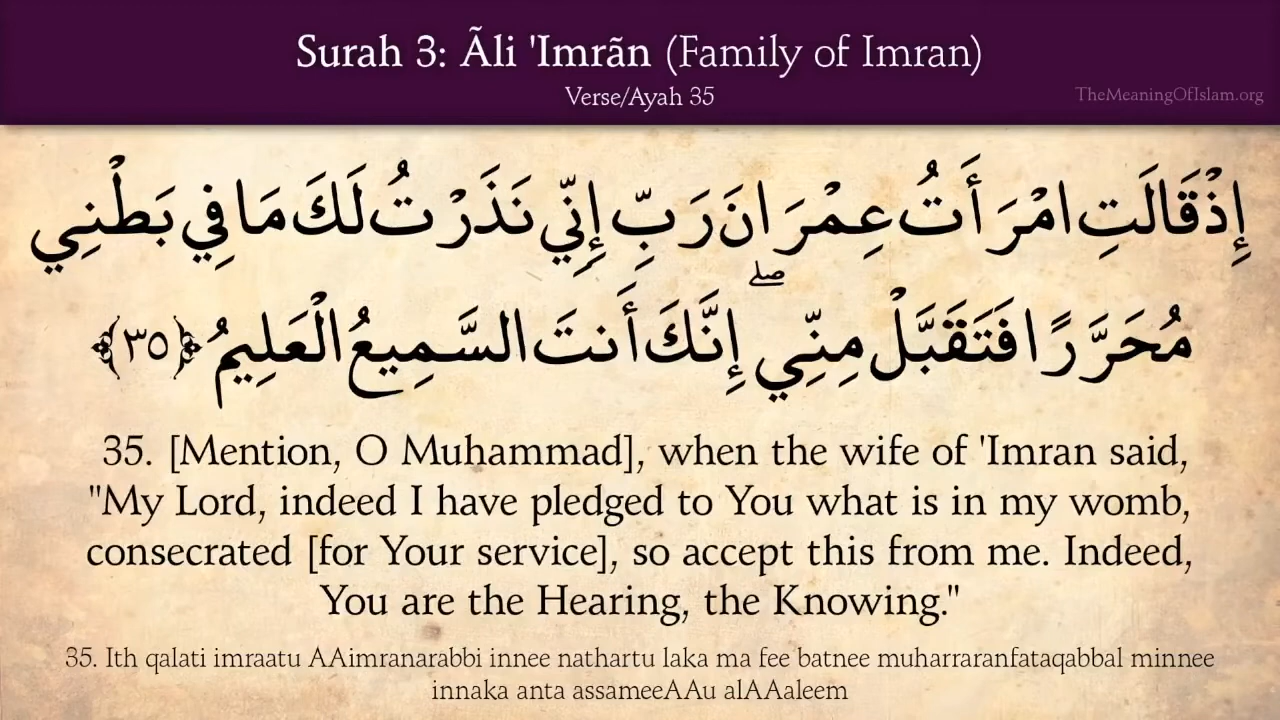 Surah 3: Ãli 'Imrãn (Family of Imran)
Verse/Ayah 35
TheMeaningOfIslam.org
إِذْ قَالَتِ امْرَأَتُ عِمْرَانَ رَبِّ إِنِّي نَذَرْتُ لَكَ مَا فِي بَطْنِي
مُحَرَّرًا فَتَقَبَّلْ مِنِّي ۖ إِنَّكَ أَنتَ السَّمِيعُ الْعَلِيمُ ﴿٣٥﴾
35. [Mention, O Muhammad], when the wife of 'Imran said,
"My Lord, indeed I have pledged to You what is in my womb,
consecrated [for Your service], so accept this from me. Indeed,
You are the Hearing, the Knowing."
35. Ith qalati imraatu AAimranarabbi innee nathartu laka ma fee batnee muharraranfataqabbal minnee
innaka anta assameeAAu alAAaleem